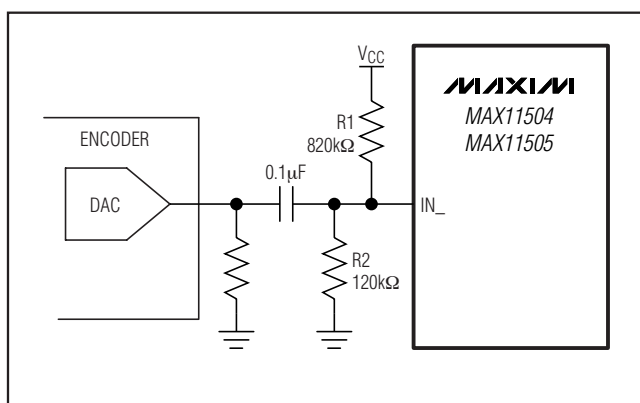 VCC
MAXIM
MAX11504
MAX11505
R1
820kΩ
ENCODER
0.1μF
DAC
IN_
R2
120kΩ